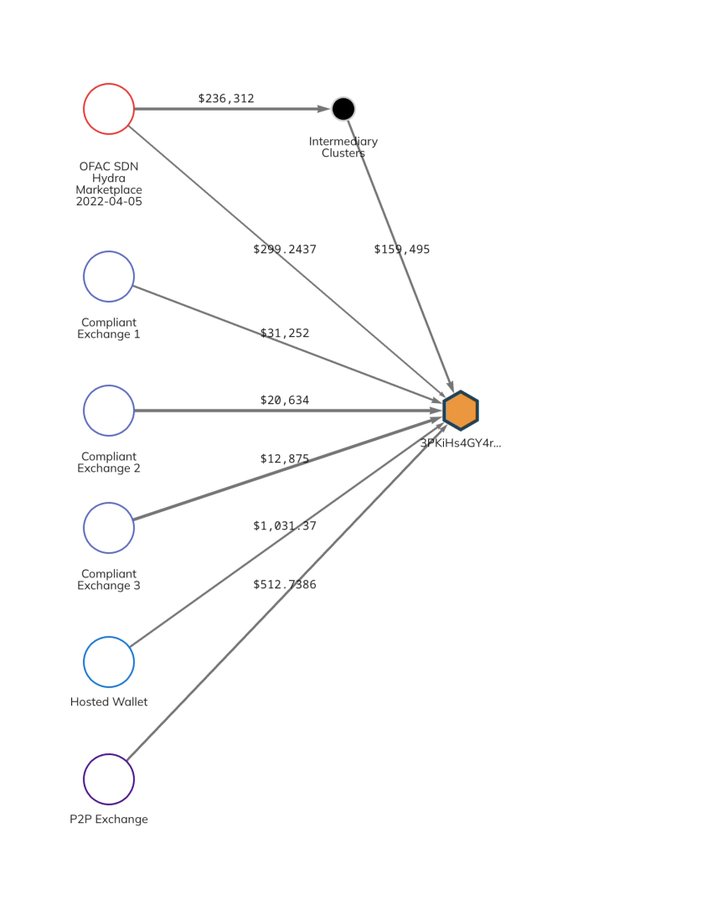 $236,312
Intermediary
Clusters
OFAC SDN
Hydra
Marketplace
2022-04-05
$299.2437
$159,495
Compliant
Exchange 1
$31,252
$20,634
3PKiHs4GY4r...
Compliant
Exchange 2
$12,875
$1,031.37
Compliant
Exchange 3
$512.7386
Hosted Wallet
P2P Exchange